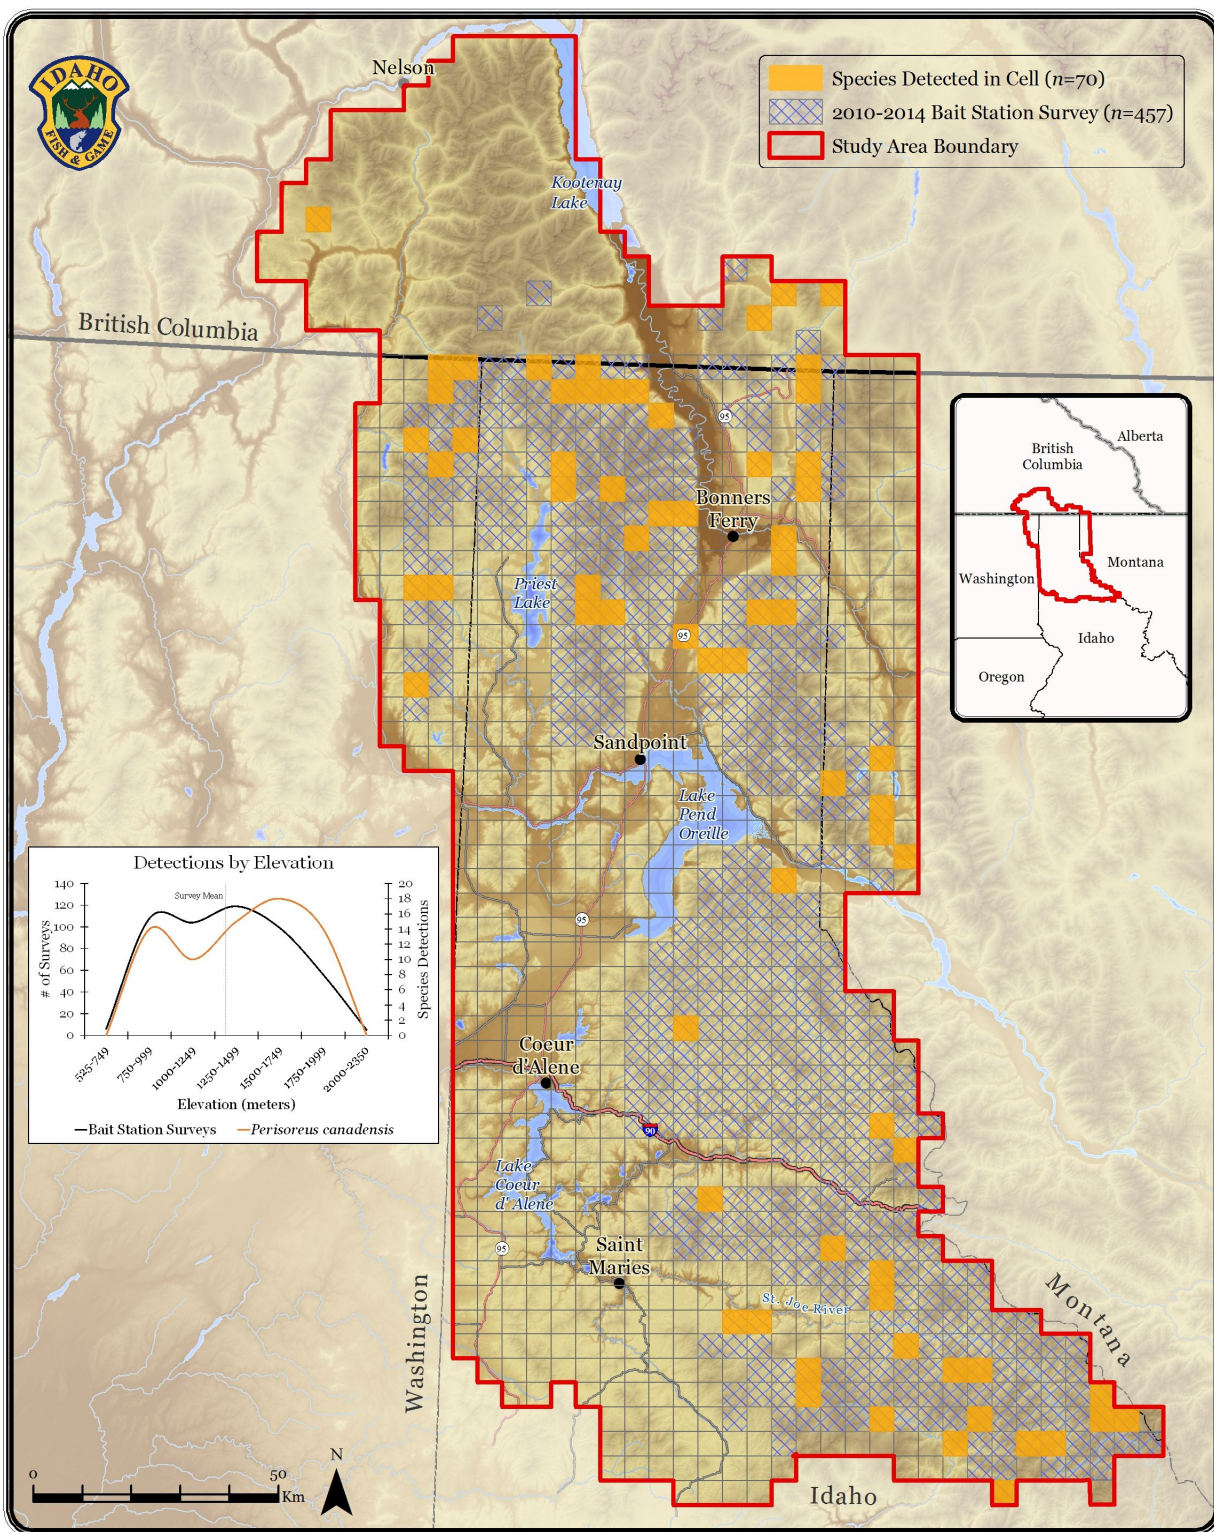 IDAHO
FISH & GAME
Nelson
Species Detected in Cell (n=70)
2010-2014 Bait Station Survey (n=457)
Study Area Boundary
Kootenay
Lake
British Columbia
95
Bonners
Ferry
Priest
Lake
95
Alberta
British
Columbia
Washington
Montana
Idaho
Oregon
Sandpoint
Lake
Pend
Oreille
95
Detections by Elevation
Survey Mean
# of Surveys
140
120
100
80
60
40
20
0
20
18
16
14
12
10
8
6
4
2
0
Species Detections
525-749
750-999
1000-1249
1250-1499
1500-1749
1750-1999
2000-2350
Elevation (meters)
Bait Station Surveys
Perisoreus canadensis
Coeur
d'Alene
90
Lake
Coeur
d' Alene
95
Saint
Maries
St. Joe River
Washington
Montana
Idaho
0
50
Km
N